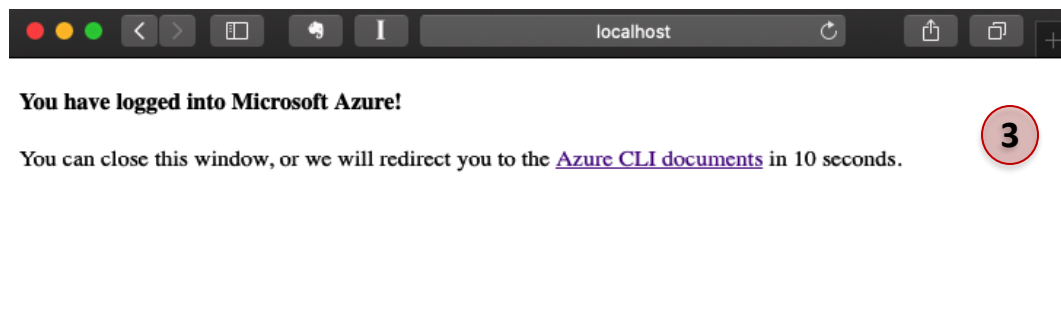 localhost
You have logged into Microsoft Azure!
3
You can close this window, or we will redirect you to the Azure CLI documents in 10 seconds.